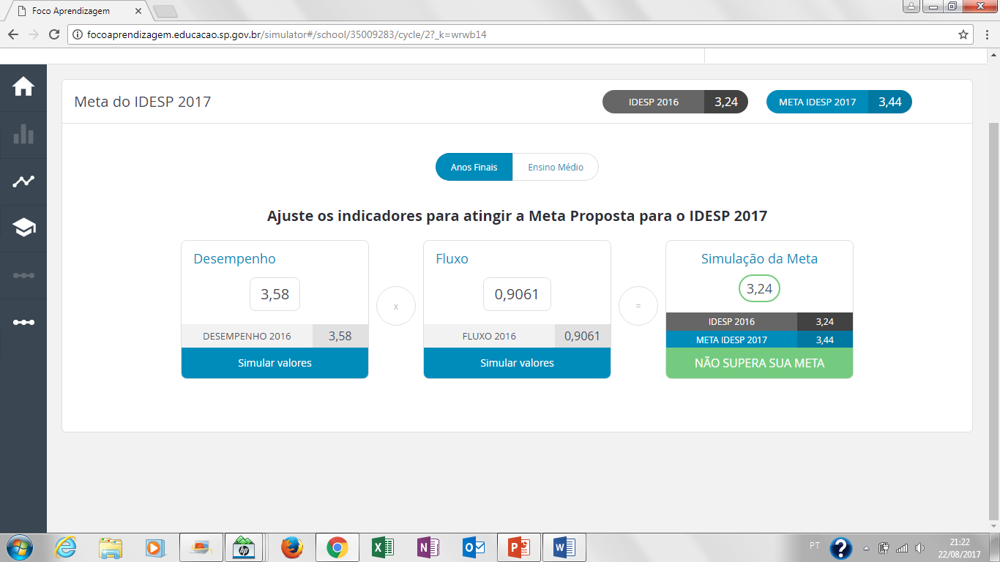 Foco Aprendizagem
focoaprendizagem.educacao.sp.gov.br/simulator#/school/35009283/cycle/2?_k=wrwb14
Meta do IDESP 2017
IDESP 2016 3,24
META IDESP 2017 3,44
Anos Finais
Ensino Médio
Ajuste os indicadores para atingir a Meta Proposta para o IDESP 2017
Desempenho
3,58
DESEMPENHO 2016 3,58
Simular valores
x
Fluxo
0,9061
FLUXO 2016 0,9061
Simular valores
=
Simulação da Meta
3,24
IDESP 2016 3,24
META IDESP 2017 3,44
NÃO SUPERA SUA META
PT
21:22
22/08/2017